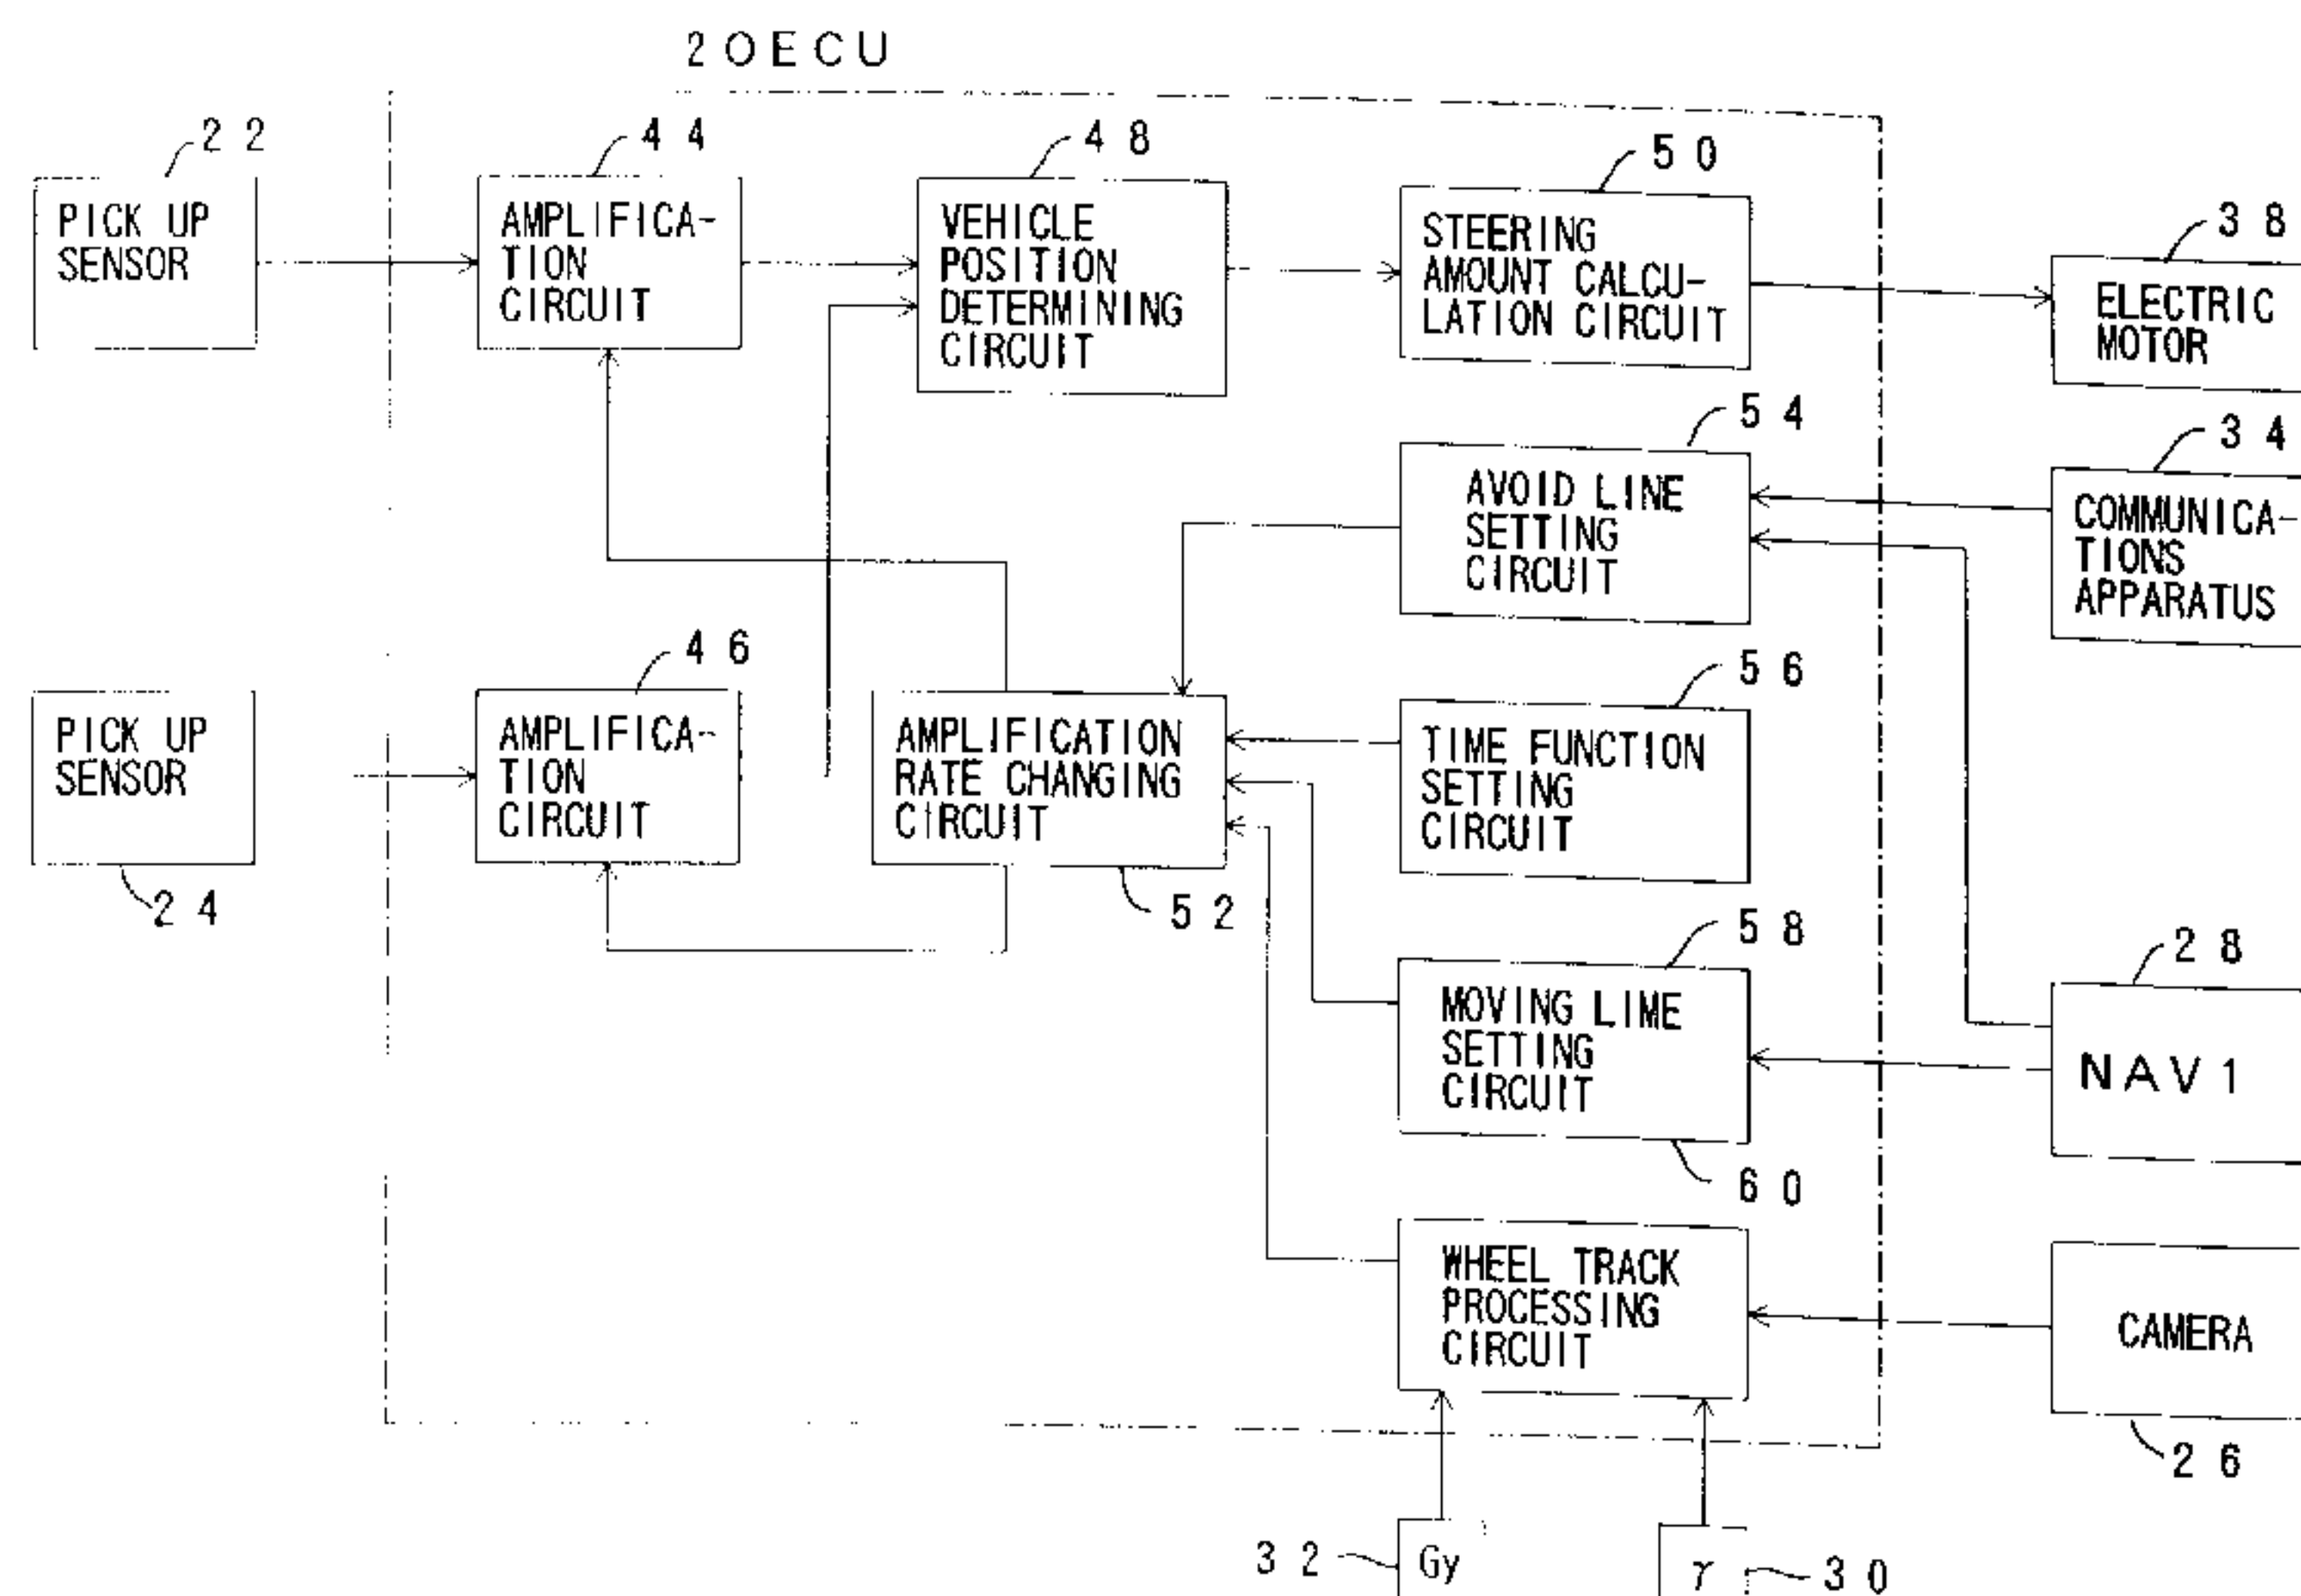 20ECU
22
44
48
50
PICK UP
SENSOR
AMPLIFICA-
TION
CIRCUIT
VEHICLE
POSITION
DETERMINING
CIRCUIT
STEERING
AMOUNT CALCU-
LATION CIRCUIT
38
ELECTRIC
MOTOR
54
34
AVOID LINE
SETTING
CIRCUIT
COMMUNICA-
TIONS
APPARATUS
46
56
PICK UP
SENSOR
AMPLIFICA-
TION
CIRCUIT
AMPLIFICATION
RATE CHANGING
CIRCUIT
TIME FUNCTION
SETTING
CIRCUIT
24
52
58
28
MOVING LIME
SETTING
CIRCUIT
NAV1
60
WHEEL TRACK
PROCESSING
CIRCUIT
CAMERA
26
32
Gy
γ
30